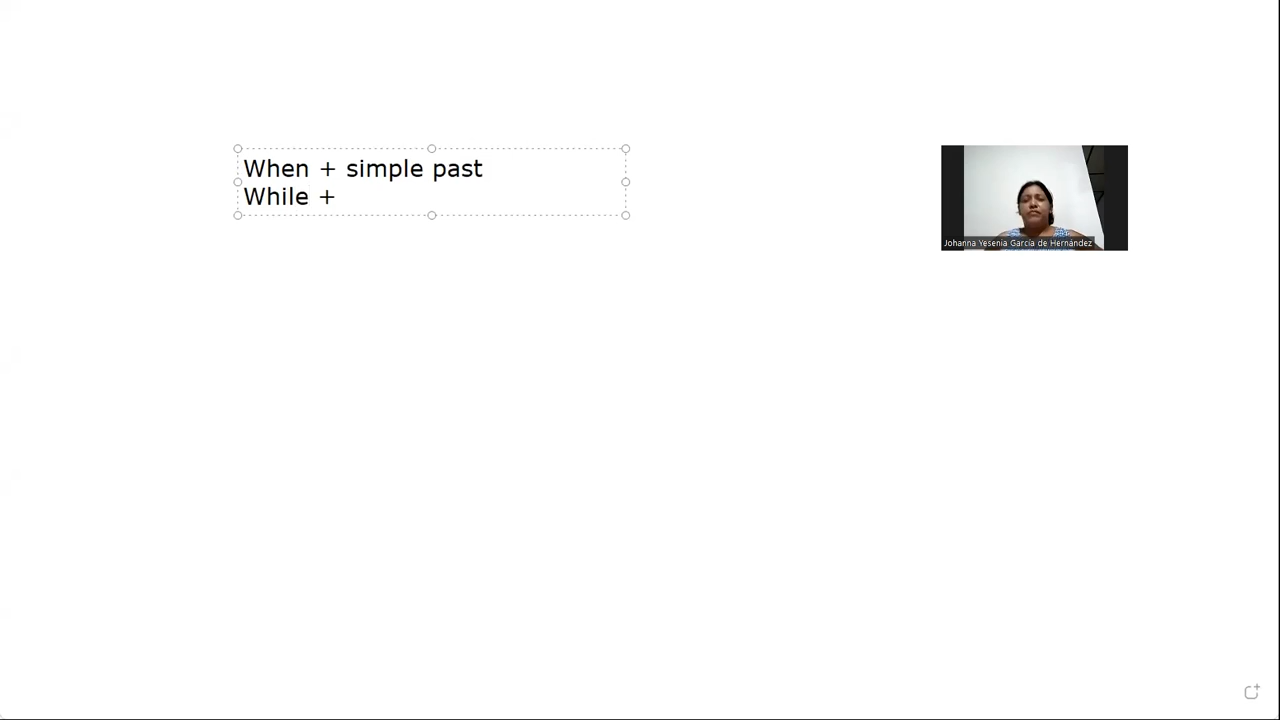 When + simple past
While +
Johanna Yesenia García de Hernández